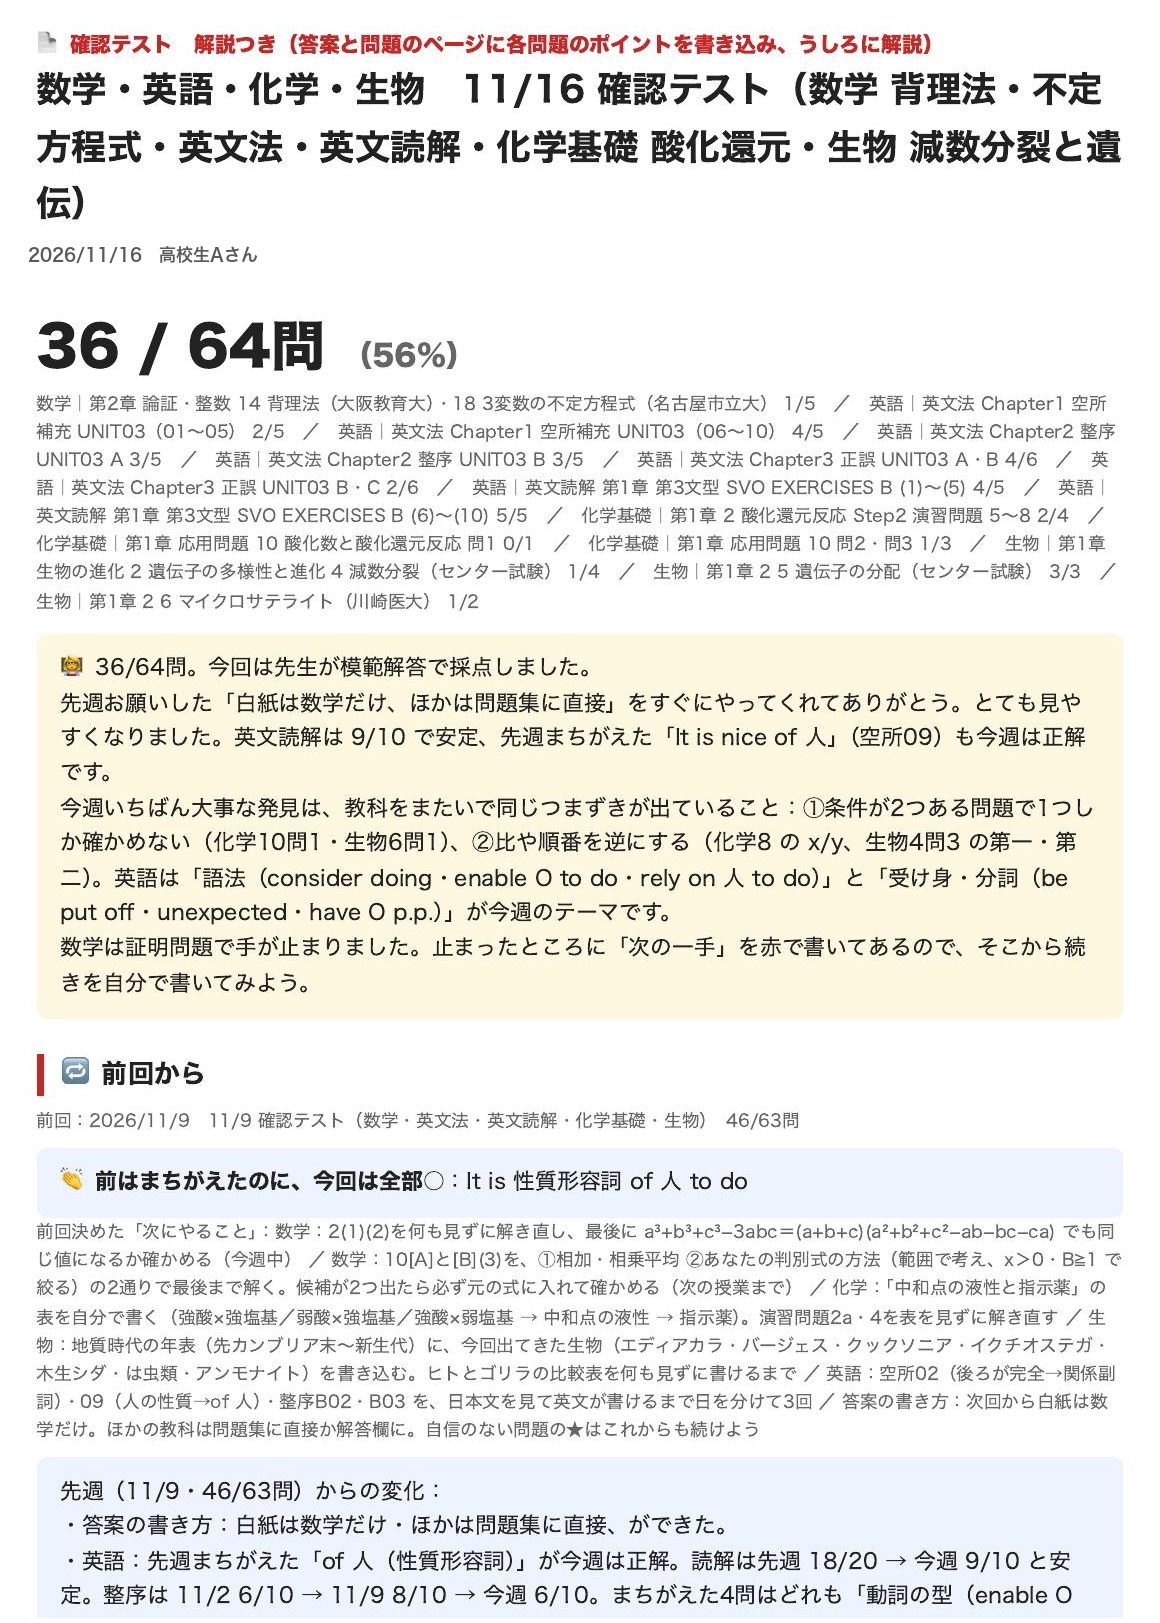 確認テスト　解説つき（答案と問題のページに各問題のポイントを書き込み、うしろに解説）
数学・英語・化学・生物　11/16 確認テスト（数学 背理法・不定
方程式・英文法・英文読解・化学基礎 酸化還元・生物 減数分裂と遺
伝）
2026/11/16　高校生Aさん
36 / 64問 （56%）
数学｜第2章 論証・整数 14 背理法（大阪教育大）・18 3変数の不定方程式（名古屋市立大） 1/5　／　英語｜英文法 Chapter1 空所
補充 UNIT03（01〜05） 2/5　／　英語｜英文法 Chapter1 空所補充 UNIT03（06〜10） 4/5　／　英語｜英文法 Chapter2 整序
UNIT03 A 3/5　／　英語｜英文法 Chapter2 整序 UNIT03 B 3/5　／　英語｜英文法 Chapter3 正誤 UNIT03 A・B 4/6　／　英
語｜英文法 Chapter3 正誤 UNIT03 B・C 2/6　／　英語｜英文読解 第1章 第3文型 SVO EXERCISES B (1)〜(5) 4/5　／　英語｜
英文読解 第1章 第3文型 SVO EXERCISES B (6)〜(10) 5/5　／　化学基礎｜第1章 2 酸化還元反応 Step2 演習問題 5〜8 2/4　／
化学基礎｜第1章 応用問題 10 酸化数と酸化還元反応 問1 0/1　／　化学基礎｜第1章 応用問題 10 問2・問3 1/3　／　生物｜第1章
生物の進化 2 遺伝子の多様性と進化 4 減数分裂（センター試験） 1/4　／　生物｜第1章 2 5 遺伝子の分配（センター試験） 3/3　／
生物｜第1章 2 6 マイクロサテライト（川崎医大） 1/2
36/64問。今回は先生が模範解答で採点しました。
先週お願いした「白紙は数学だけ、ほかは問題集に直接」をすぐにやってくれてありがとう。とても見や
すくなりました。英文読解は 9/10 で安定、先週まちがえた「It is nice of 人」（空所09）も今週は正解
です。
今週いちばん大事な発見は、教科をまたいで同じつまずきが出ていること：①条件が2つある問題で1つし
か確かめない（化学10問1・生物6問1）、②比や順番を逆にする（化学8 の x/y、生物4問3 の第一・第
二）。英語は「語法（consider doing・enable O to do・rely on 人 to do）」と「受け身・分詞（be
put off・unexpected・have O p.p.）」が今週のテーマです。
数学は証明問題で手が止まりました。止まったところに「次の一手」を赤で書いてあるので、そこから続
きを自分で書いてみよう。
前回から
前回：2026/11/9　11/9 確認テスト（数学・英文法・英文読解・化学基礎・生物）　46/63問
前はまちがえたのに、今回は全部○：It is 性質形容詞 of 人 to do
前回決めた「次にやること」：数学：2(1)(2)を何も見ずに解き直し、最後に a³+b³+c³−3abc＝(a+b+c)(a²+b²+c²−ab−bc−ca) でも同
じ値になるか確かめる（今週中） ／ 数学：10[A]と[B](3)を、①相加・相乗平均 ②あなたの判別式の方法（範囲で考え、x＞0・B≧1 で
絞る）の2通りで最後まで解く。候補が2つ出たら必ず元の式に入れて確かめる（次の授業まで） ／ 化学：「中和点の液性と指示薬」の
表を自分で書く（強酸×強塩基／弱酸×強塩基／強酸×弱塩基 → 中和点の液性 → 指示薬）。演習問題2a・4を表を見ずに解き直す ／ 生
物：地質時代の年表（先カンブリア末〜新生代）に、今回出てきた生物（エディアカラ・バージェス・クックソニア・イクチオステガ・
木生シダ・は虫類・アンモナイト）を書き込む。ヒトとゴリラの比較表を何も見ずに書けるまで ／ 英語：空所02（後ろが完全→関係副
詞）・09（人の性質→of 人）・整序B02・B03 を、日本文を見て英文が書けるまで日を分けて3回 ／ 答案の書き方：次回から白紙は数
学だけ。ほかの教科は問題集に直接か解答欄に。自信のない問題の★はこれからも続けよう
先週（11/9・46/63問）からの変化：
・答案の書き方：白紙は数学だけ・ほかは問題集に直接、ができた。
・英語：先週まちがえた「of 人（性質形容詞）」が今週は正解。読解は先週 18/20 → 今週 9/10 と安
定。整序は 11/2 6/10 → 11/9 8/10 → 今週 6/10。まちがえた4問はどれも「動詞の型（enable O